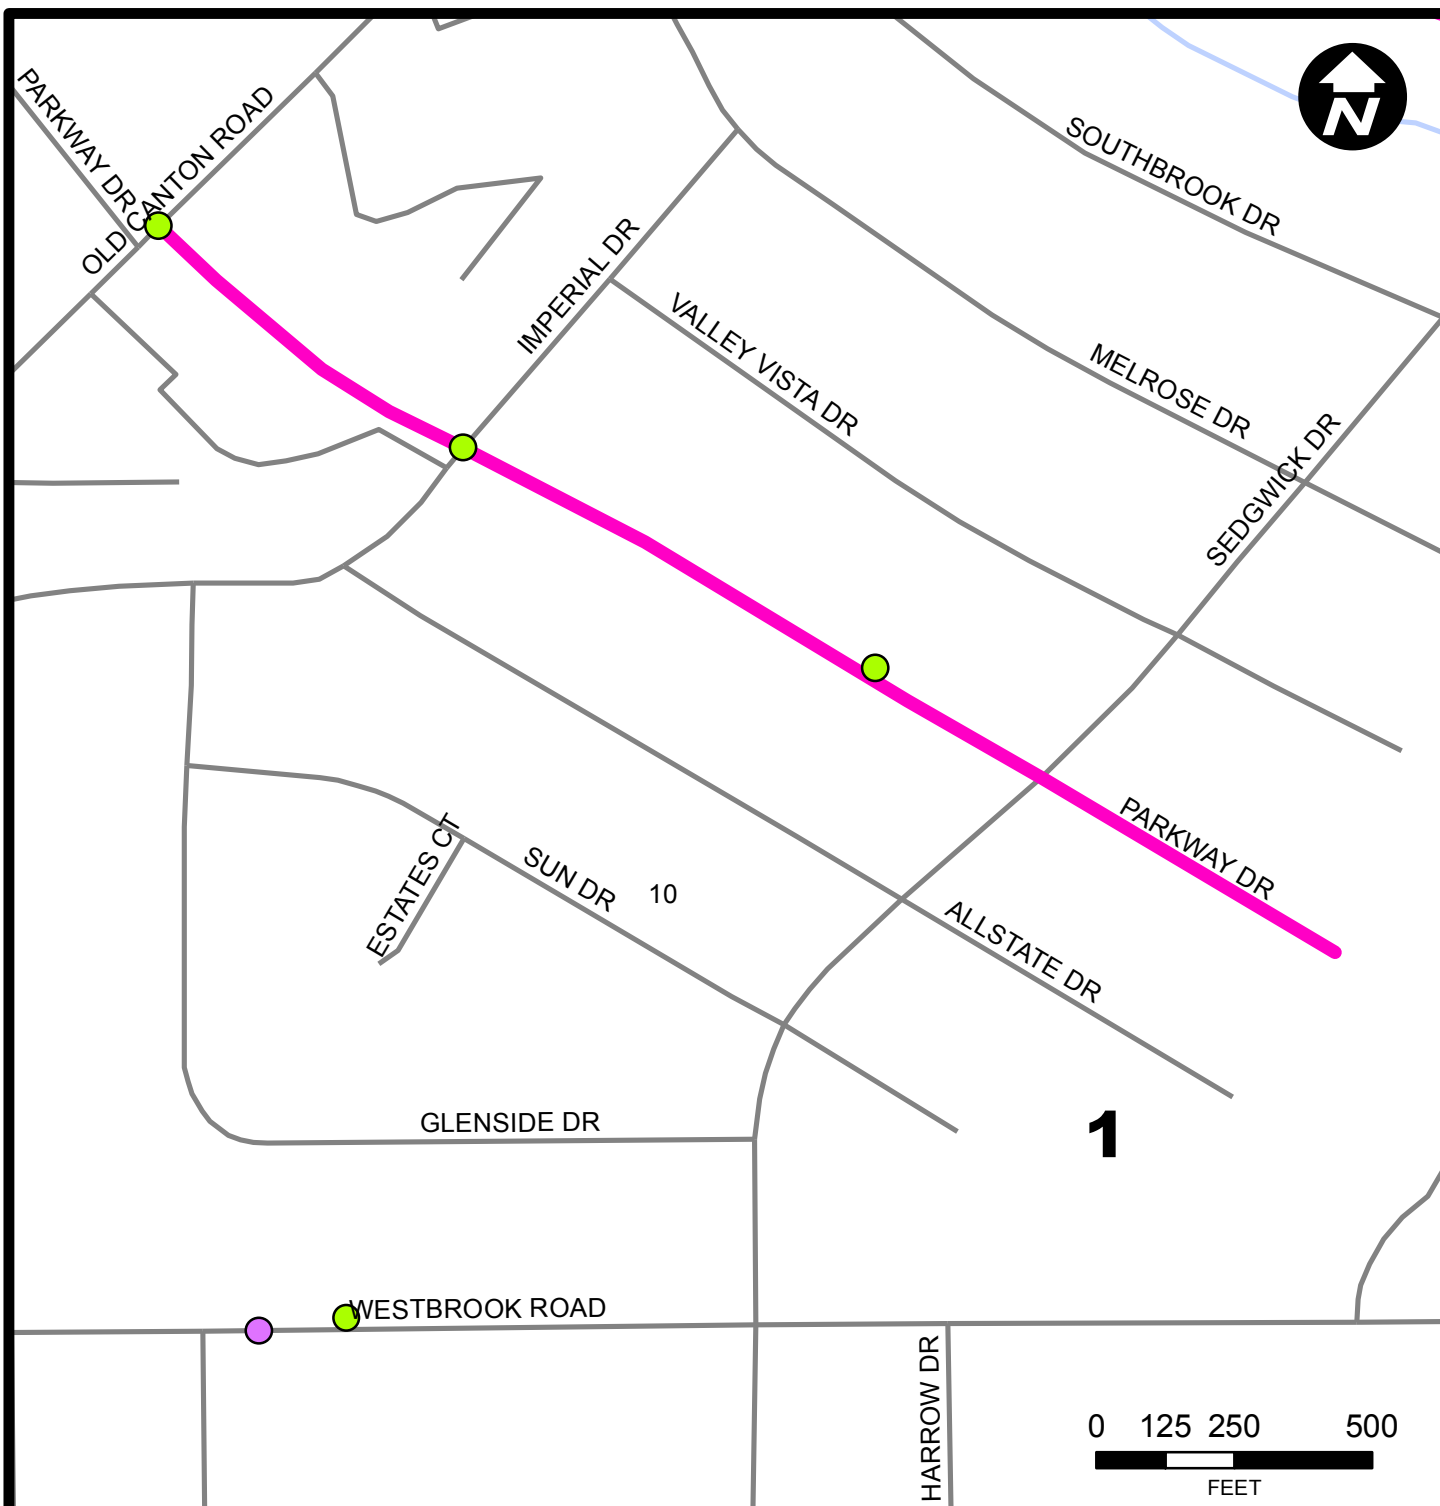 PARKWAY DR
OLD CANTON ROAD
N
SOUTHBROOK DR
IMPERIAL DR
VALLEY VISTA DR
MELROSE DR
SEDGWICK DR
PARKWAY DR
ESTATES CT
SUN DR
10
ALLSTATE DR
GLENSIDE DR
1
WESTBROOK ROAD
HARROW DR
0 125 250 500
FEET